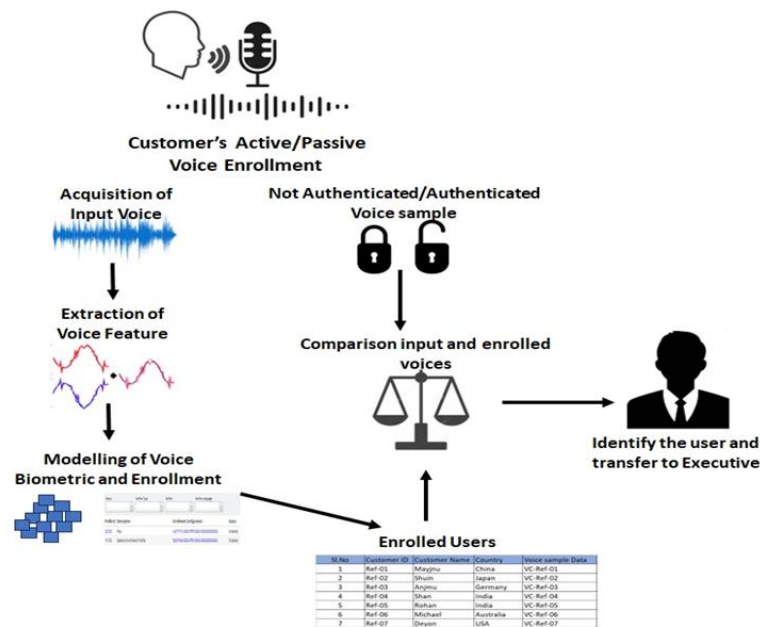 Customer's Active/Passive
Voice Enrollment
Acquisition of
Input Voice
Not Authenticated/Authenticated
Voice sample
Extraction of
Voice Feature
Comparison input and enrolled
voices
Modelling of Voice
Biometric and Enrollment
Identify the user and
transfer to Executive
Enrolled Users
Sl.No Customer ID Customer Name Country Voice sample Data
1 Ref-01 Mayjnu China VC-Ref-01
2 Ref-02 Shuin Japan VC-Ref-02
3 Ref-03 Anjmu Germany VC-Ref-03
4 Ref-04 Shan India VC-Ref-04
5 Ref-05 Rohan India VC-Ref-05
6 Ref-06 Michael Australia VC-Ref-06
7 Ref-07 Deyon USA VC-Ref-07